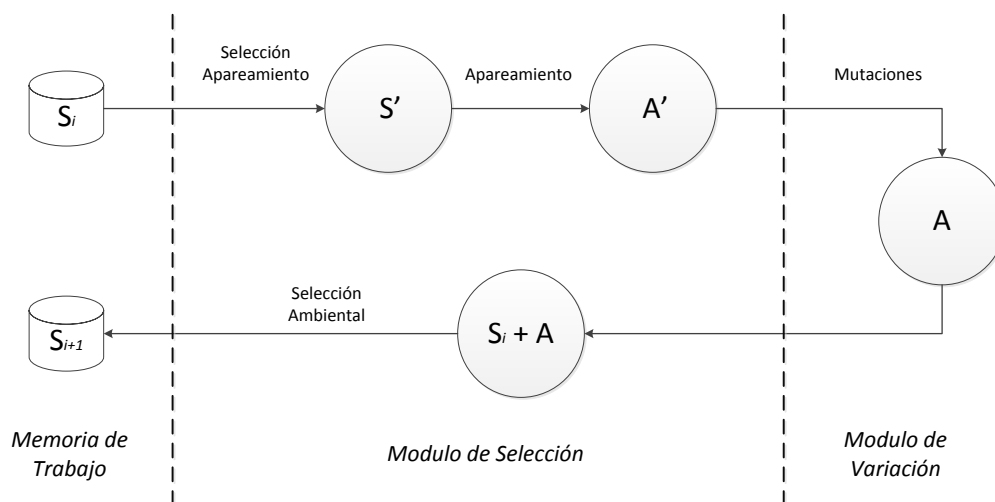 Selección
Apareamiento
Apareamiento
Mutaciones
Si
S’
A’
A
Selección
Ambiental
Si+1
Si + A
Memoria de
Trabajo
Modulo de Selección
Modulo de
Variación